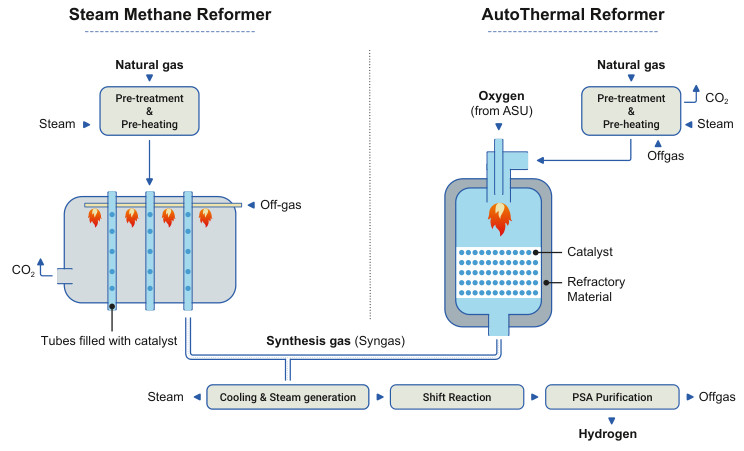 Steam Methane Reformer
AutoThermal Reformer
Natural gas
Pre-treatment
&
Pre-heating
Steam
Off-gas
CO₂
Tubes filled with catalyst
Natural gas
Pre-treatment
&
Pre-heating
CO₂
Steam
Offgas
Oxygen
(from ASU)
Catalyst
Refractory
Material
Synthesis gas (Syngas)
Steam
Cooling & Steam generation
Shift Reaction
PSA Purification
Offgas
Hydrogen